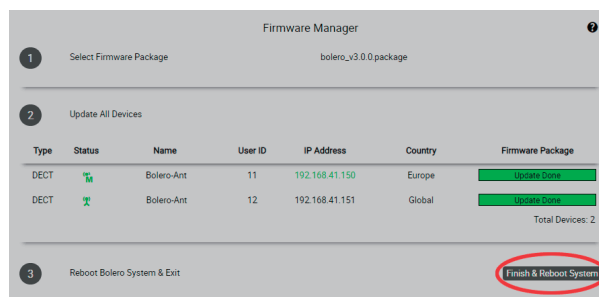 Firmware Manager ?
1 Select Firmware Package bolero_v3.0.0.package
2 Update All Devices
Type Status Name User ID IP Address Country Firmware Package
DECT M Bolero-Ant 11 192.168.41.150 Europe Update Done
DECT Bolero-Ant 12 192.168.41.151 Global Update Done
Total Devices: 2
3 Reboot Bolero System & Exit Finish & Reboot System